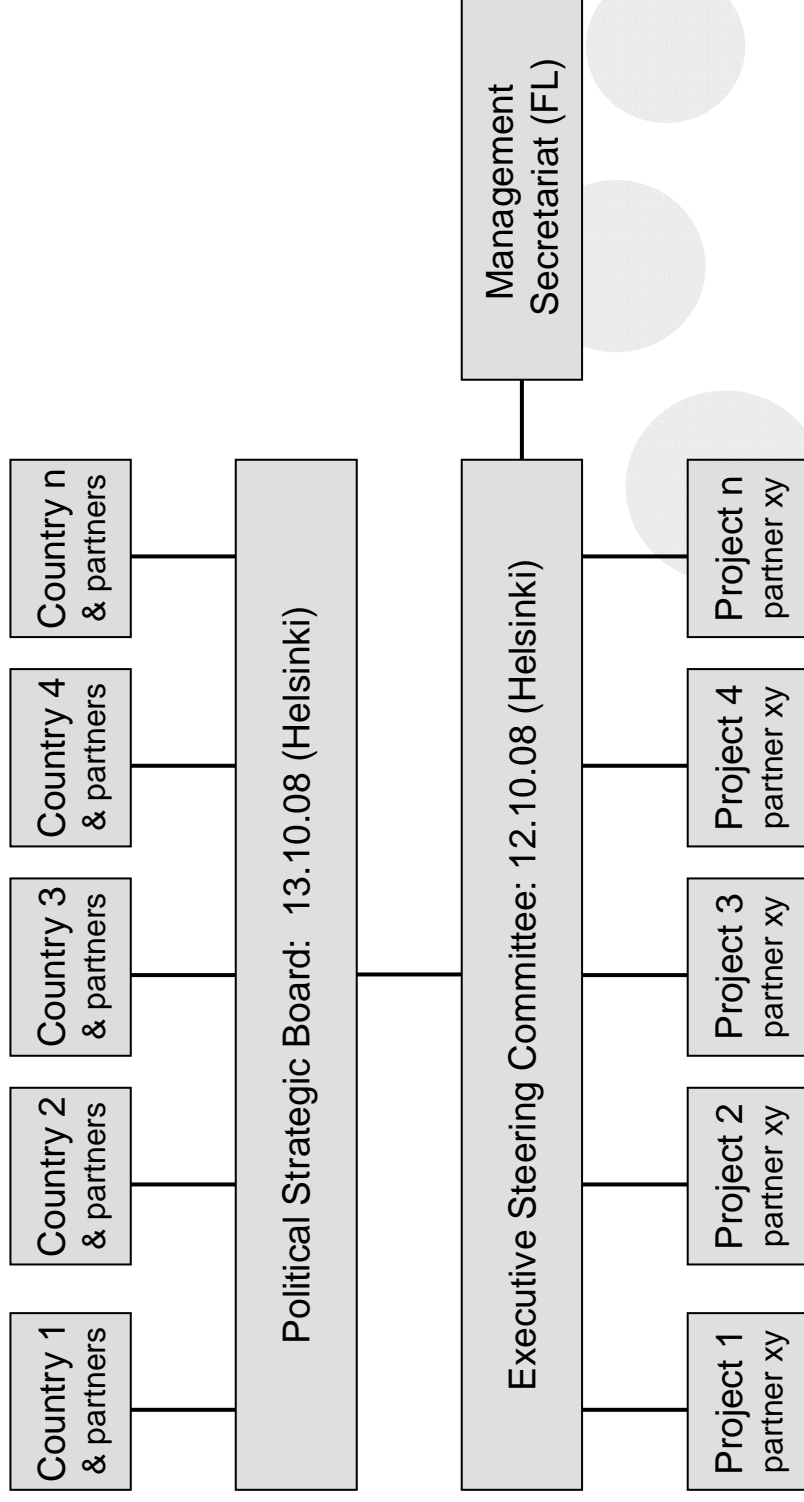 Country 1
& partners
Country 2
& partners
Country 3
& partners
Country 4
& partners
Country n
& partners
Political Strategic Board:  13.10.08 (Helsinki)
Executive Steering Committee: 12.10.08 (Helsinki)
Management
Secretariat (FL)
Project 1
partner xy
Project 2
partner xy
Project 3
partner xy
Project 4
partner xy
Project n
partner xy